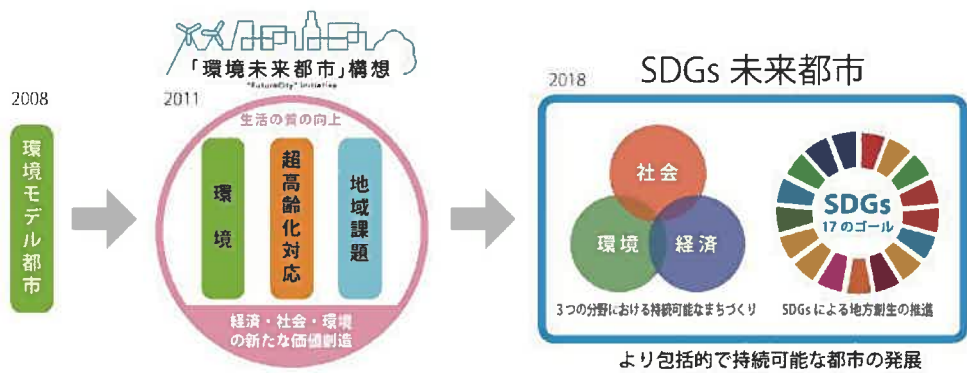 2008
環境モデル都市
「環境未来都市」構想
"FutureCity" Initiative
2011
生活の質の向上
環境
超高齢化対応
地域課題
経済・社会・環境
の新たな価値創造
SDGs 未来都市
2018
社会
環境
経済
3つの分野における持続可能なまちづくり
SDGs
17のゴール
SDGsによる地方創生の推進
より包括的で持続可能な都市の発展